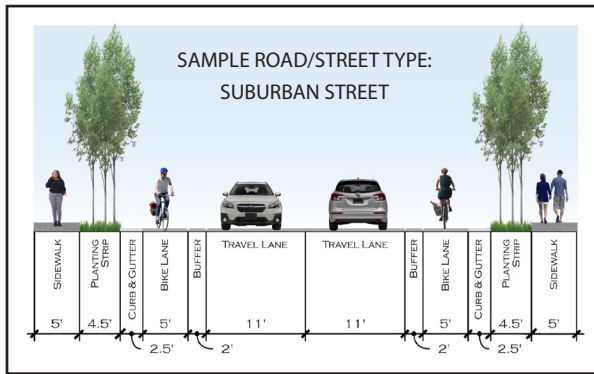 SAMPLE ROAD/STREET TYPE:
SUBURBAN STREET
SIDEWALK
PLANTING
STRIP
CURB & GUTTER
BIKE LANE
BUFFER
TRAVEL LANE
TRAVEL LANE
BUFFER
BIKE LANE
CURB & GUTTER
PLANTING
STRIP
SIDEWALK
5' 4.5' 5' 11' 11' 5' 4.5' 5'
2.5' 2' 2' 2.5'